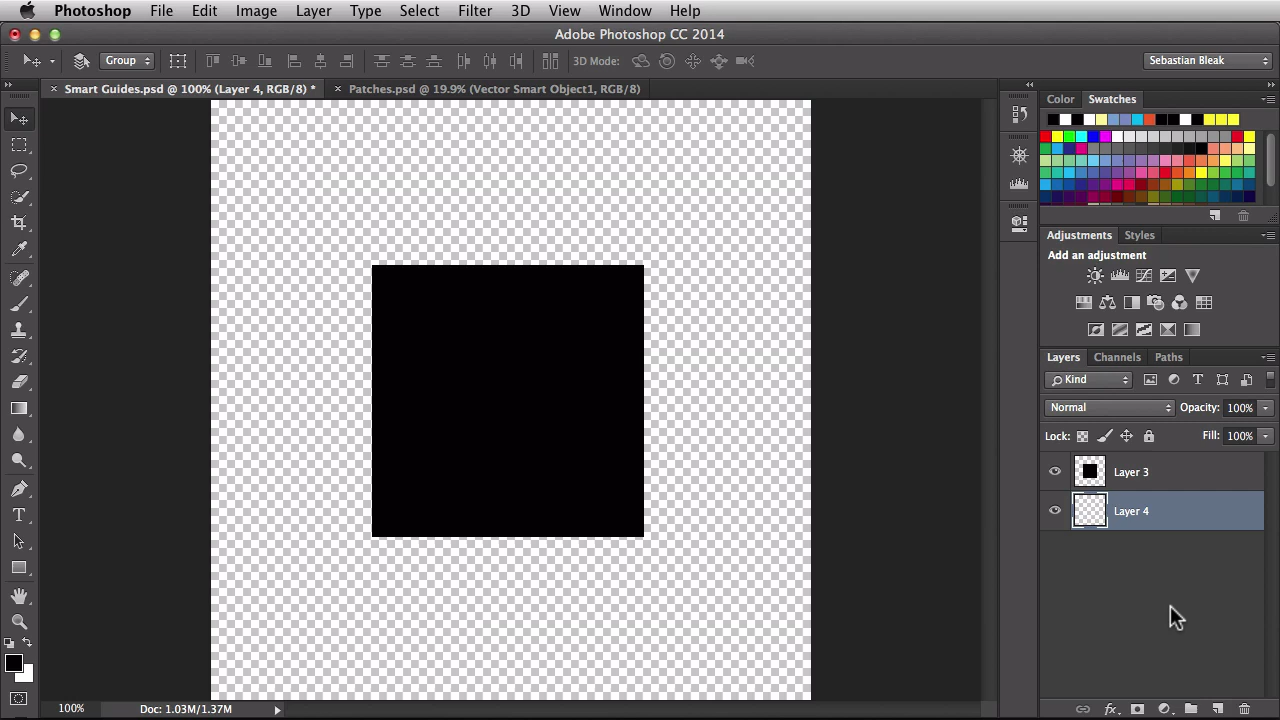 Photoshop File Edit Image Layer Type Select Filter 3D View Window Help
Adobe Photoshop CC 2014
Group 3D Mode: Sebastian Bleak
× Smart Guides.psd @ 100% (Layer 4, RGB/8) * × Patches.psd @ 19.9% (Vector Smart Object1, RGB/8)
Color Swatches
Adjustments Styles
Add an adjustment
Layers Channels Paths
Kind T
Normal Opacity: 100%
Lock: Fill: 100%
Layer 3
Layer 4
T
fx
100% Doc: 1.03M/1.37M